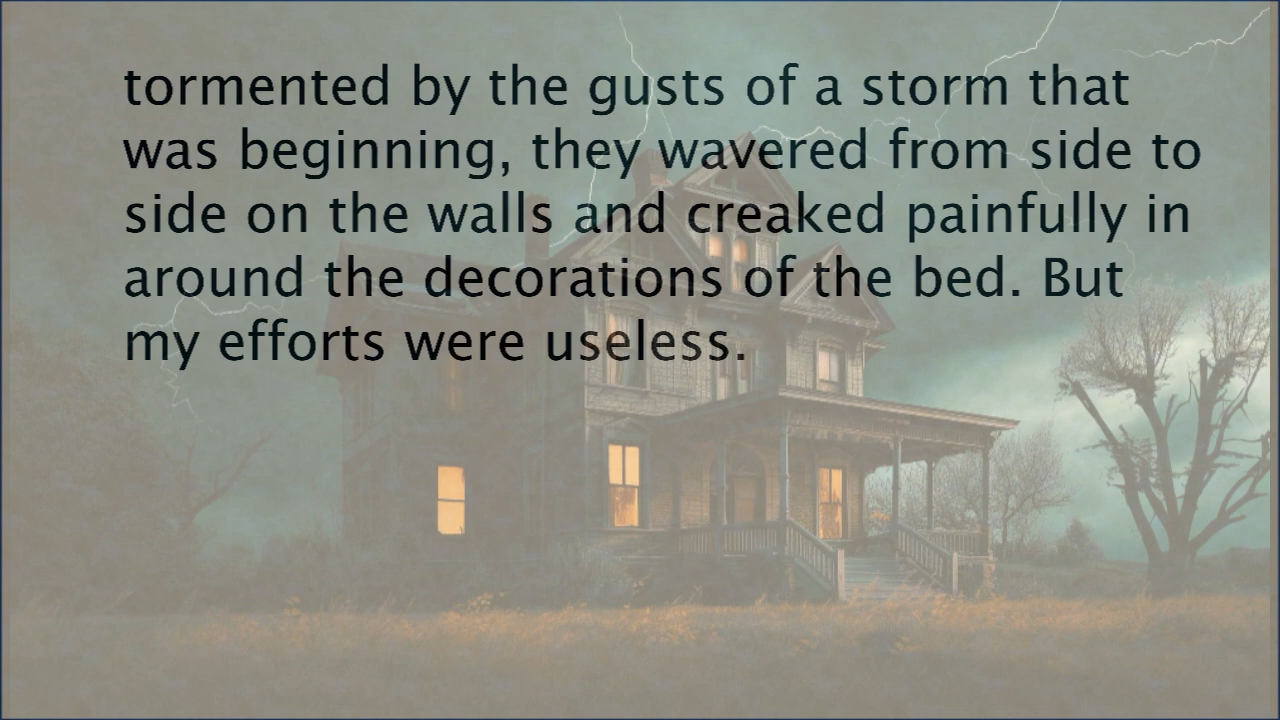 tormented by the gusts of a storm that
was beginning, they wavered from side to
side on the walls and creaked painfully in
around the decorations of the bed. But
my efforts were useless.